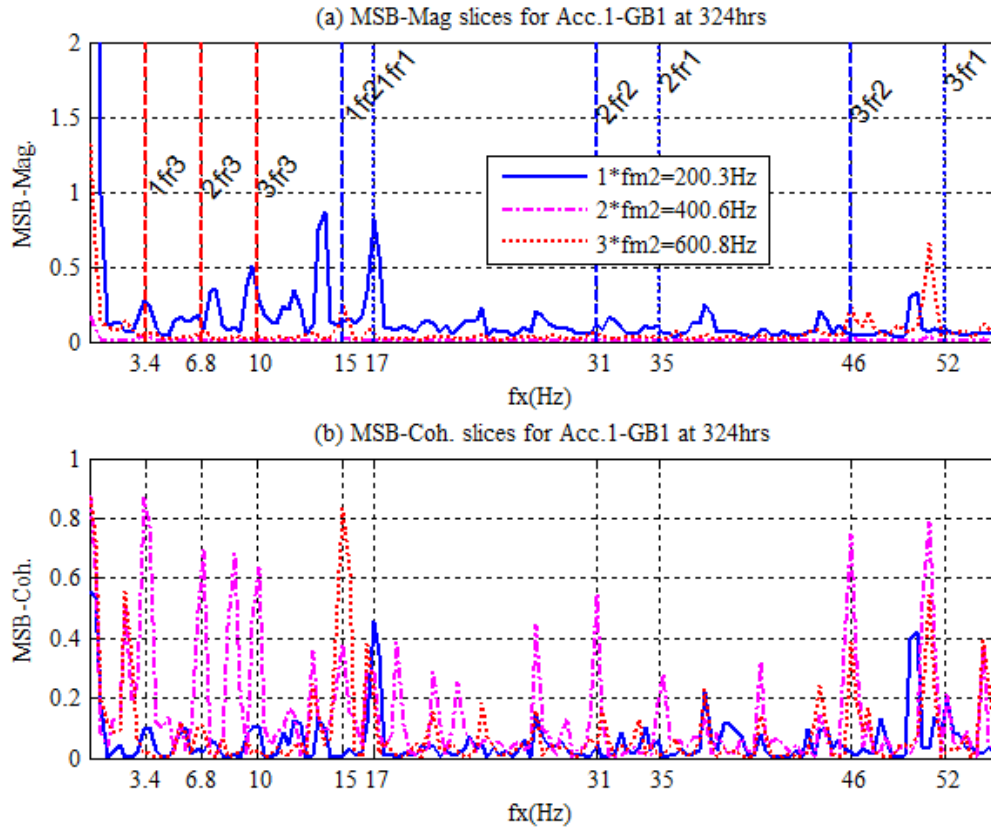 (a) MSB-Mag slices for Acc.1-GB1 at 324hrs
MSB-Mag.
2
1.5
1
0.5
0
1fr3
2fr3
3fr3
1fr2
1fr1
2fr2
2fr1
3fr2
3fr1
1*fm2=200.3Hz
2*fm2=400.6Hz
3*fm2=600.8Hz
3.4 6.8 10 15 17 31 35 46 52
fx(Hz)
(b) MSB-Coh. slices for Acc.1-GB1 at 324hrs
MSB-Coh.
1
0.8
0.6
0.4
0.2
0
3.4 6.8 10 15 17 31 35 46 52
fx(Hz)